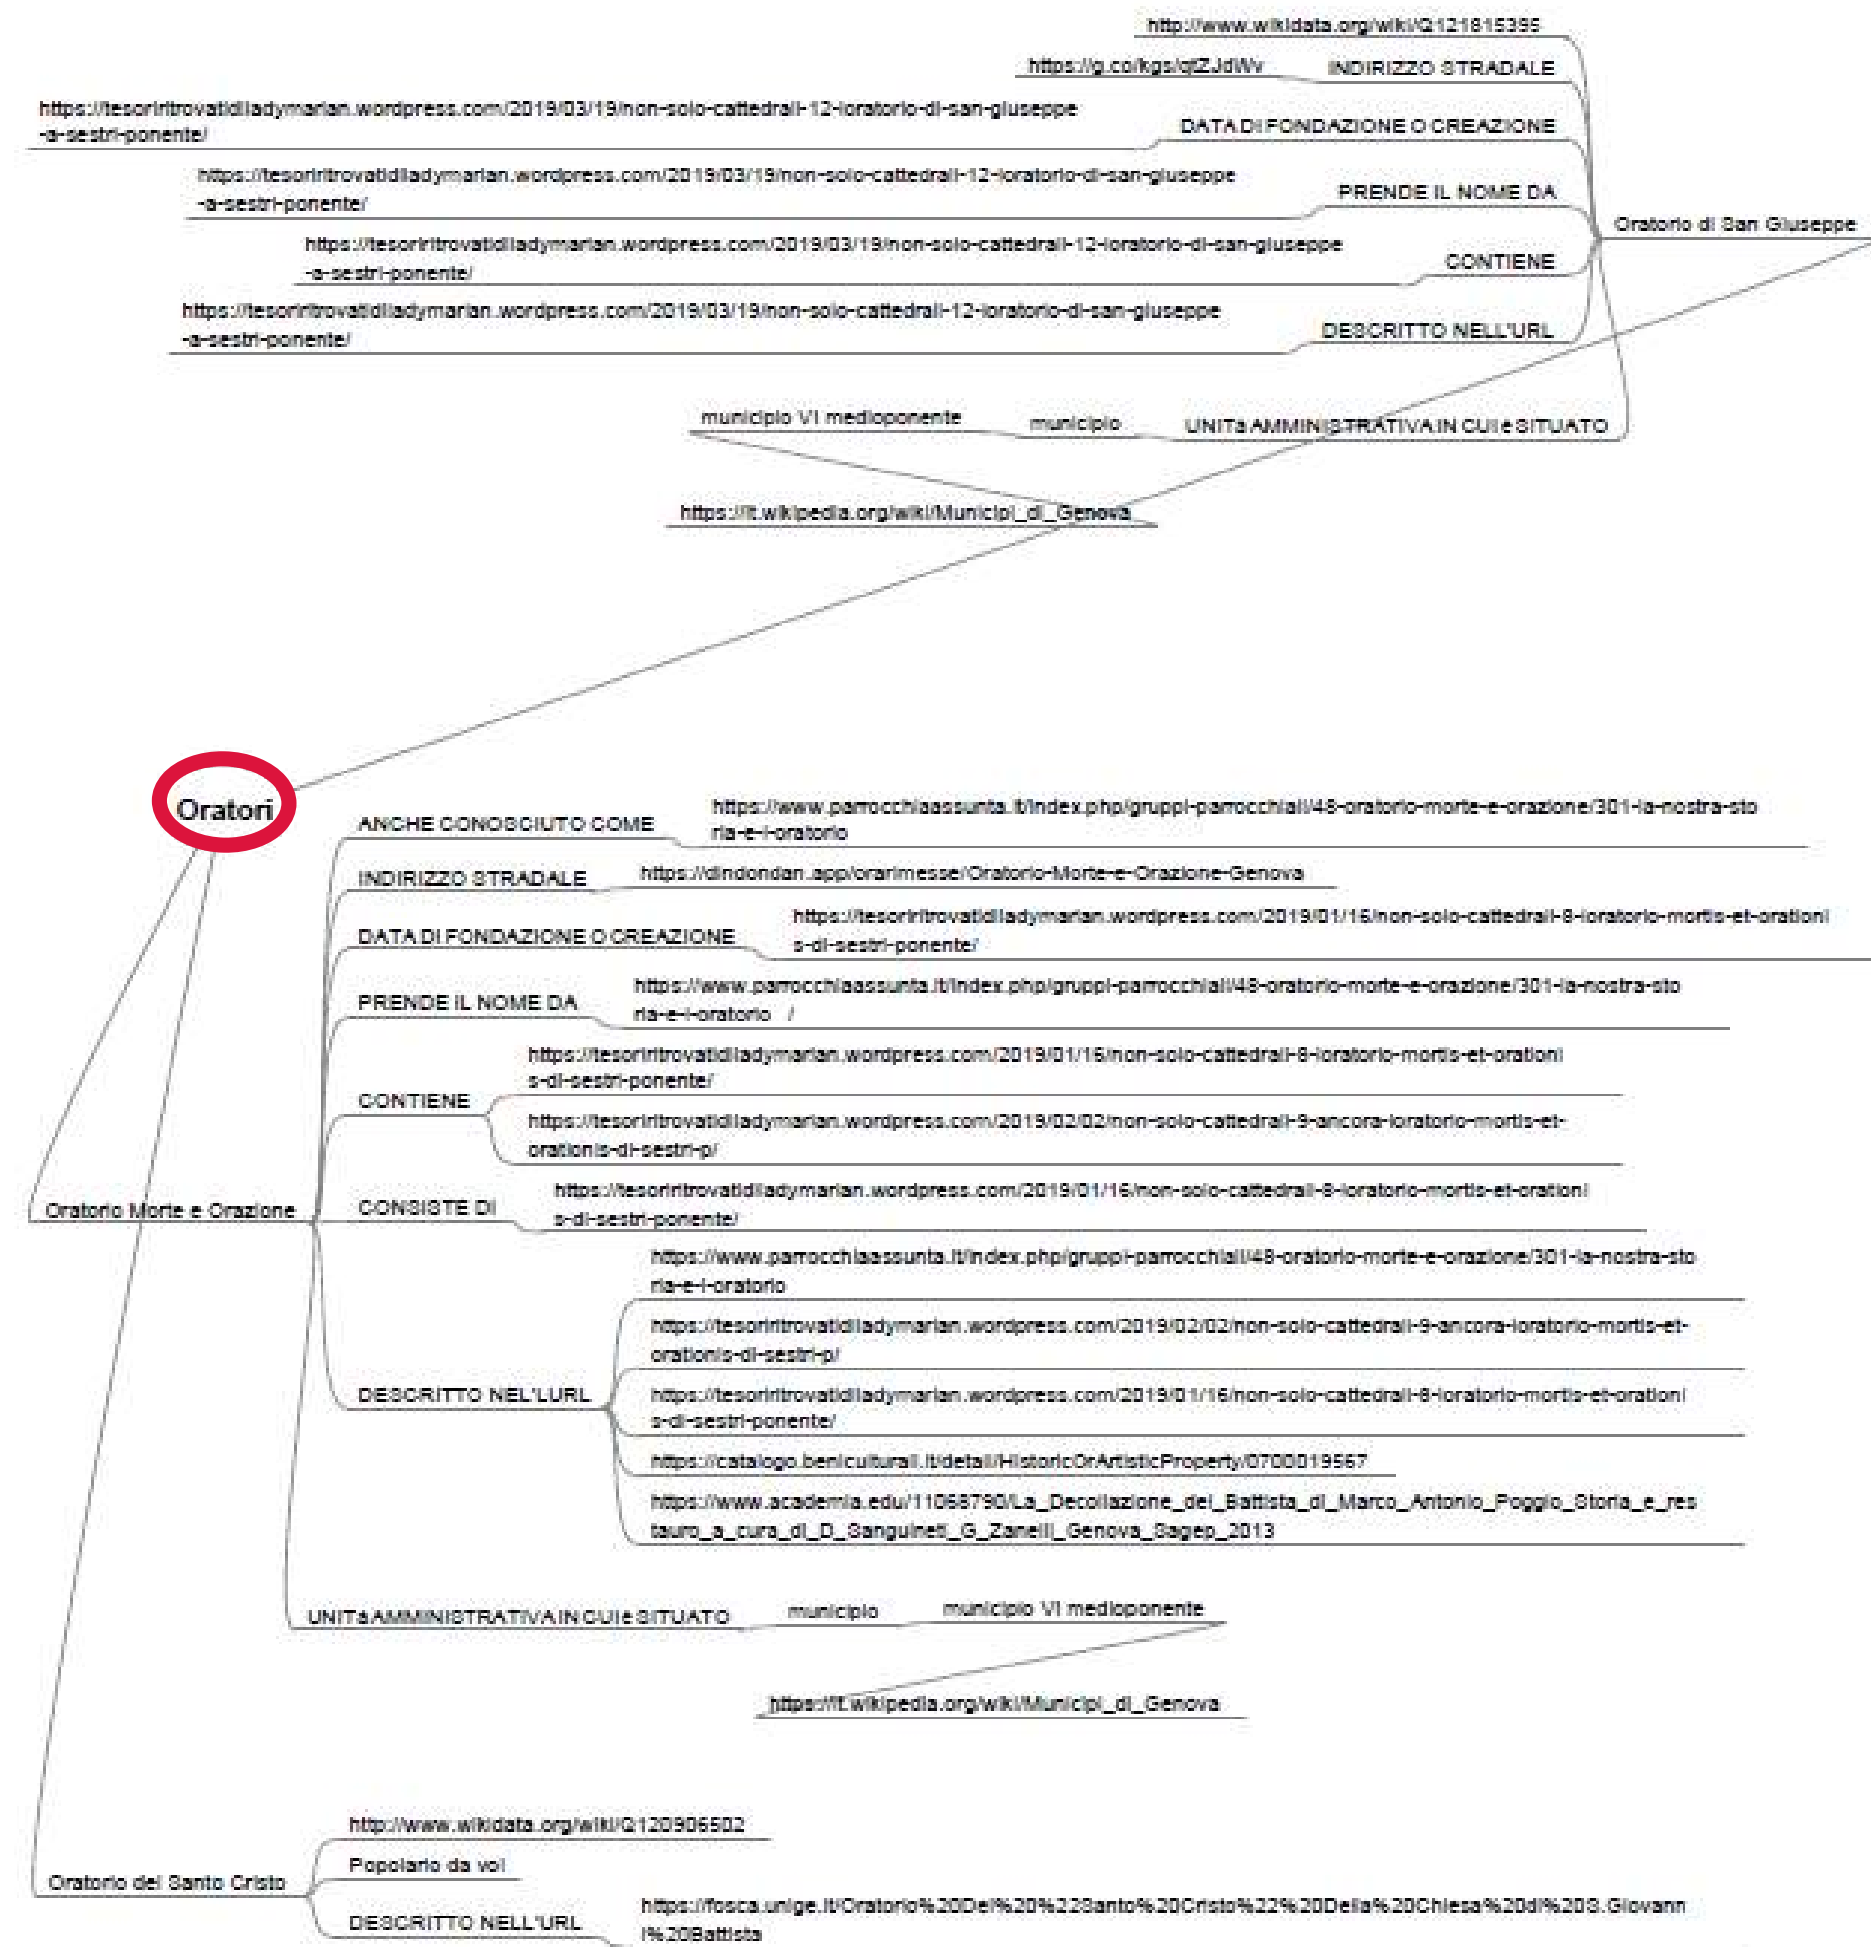 http://www.wikidata.org/wiki/Q121815395
https://g.co/kgs/qtZJdWv INDIRIZZO STRADALE
https://tesoriritrovatidiladymarian.wordpress.com/2019/03/19/non-solo-cattedrali-12-loratorio-di-san-giuseppe
-a-sestri-ponente/
DATA DI FONDAZIONE O CREAZIONE
https://tesoriritrovatidiladymarian.wordpress.com/2019/03/19/non-solo-cattedrali-12-loratorio-di-san-giuseppe
-a-sestri-ponente/
PRENDE IL NOME DA
Oratorio di San Giuseppe
https://tesoriritrovatidiladymarian.wordpress.com/2019/03/19/non-solo-cattedrali-12-loratorio-di-san-giuseppe
-a-sestri-ponente/
CONTIENE
https://tesoriritrovatidiladymarian.wordpress.com/2019/03/19/non-solo-cattedrali-12-loratorio-di-san-giuseppe
-a-sestri-ponente/
DESCRITTO NELL'URL
municipio VI medioponente municipio UNITà AMMINISTRATIVA IN CUI è SITUATO
https://it.wikipedia.org/wiki/Municipi_di_Genova
Oratori
ANCHE CONOSCIUTO COME
https://www.parrocchiaassunta.it/index.php/gruppi-parrocchiali/48-oratorio-morte-e-orazione/301-la-nostra-sto
ria-e-l-oratorio
INDIRIZZO STRADALE https://dindondan.app/orarimesse/Oratorio-Morte-e-Orazione-Genova
DATA DI FONDAZIONE O CREAZIONE
https://tesoriritrovatidiladymarian.wordpress.com/2019/01/16/non-solo-cattedrali-8-loratorio-mortis-et-orationi
s-di-sestri-ponente/
PRENDE IL NOME DA
https://www.parrocchiaassunta.it/index.php/gruppi-parrocchiali/48-oratorio-morte-e-orazione/301-la-nostra-sto
ria-e-l-oratorio /
CONTIENE
https://tesoriritrovatidiladymarian.wordpress.com/2019/01/16/non-solo-cattedrali-8-loratorio-mortis-et-orationi
s-di-sestri-ponente/
https://tesoriritrovatidiladymarian.wordpress.com/2019/02/02/non-solo-cattedrali-9-ancora-loratorio-mortis-et-
orationis-di-sestri-p/
Oratorio Morte e Orazione
CONSISTE DI
https://tesoriritrovatidiladymarian.wordpress.com/2019/01/16/non-solo-cattedrali-8-loratorio-mortis-et-orationi
s-di-sestri-ponente/
DESCRITTO NEL'LURL
https://www.parrocchiaassunta.it/index.php/gruppi-parrocchiali/48-oratorio-morte-e-orazione/301-la-nostra-sto
ria-e-l-oratorio
https://tesoriritrovatidiladymarian.wordpress.com/2019/02/02/non-solo-cattedrali-9-ancora-loratorio-mortis-et-
orationis-di-sestri-p/
https://tesoriritrovatidiladymarian.wordpress.com/2019/01/16/non-solo-cattedrali-8-loratorio-mortis-et-orationi
s-di-sestri-ponente/
https://catalogo.beniculturali.it/detail/HistoricOrArtisticProperty/0700019567
https://www.academia.edu/11068790/La_Decollazione_del_Battista_di_Marco_Antonio_Poggio_Storia_e_res
tauro_a_cura_di_D_Sanguineti_G_Zanelli_Genova_Sagep_2013
UNITà AMMINISTRATIVA IN CUI è SITUATO municipio municipio VI medioponente
https://it.wikipedia.org/wiki/Municipi_di_Genova
http://www.wikidata.org/wiki/Q120906502
Popolarlo da voi
Oratorio del Santo Cristo
DESCRITTO NELL'URL
https://fosca.unige.it/Oratorio%20Del%20%22Santo%20Cristo%22%20Della%20Chiesa%20di%20S.Giovann
i%20Battista